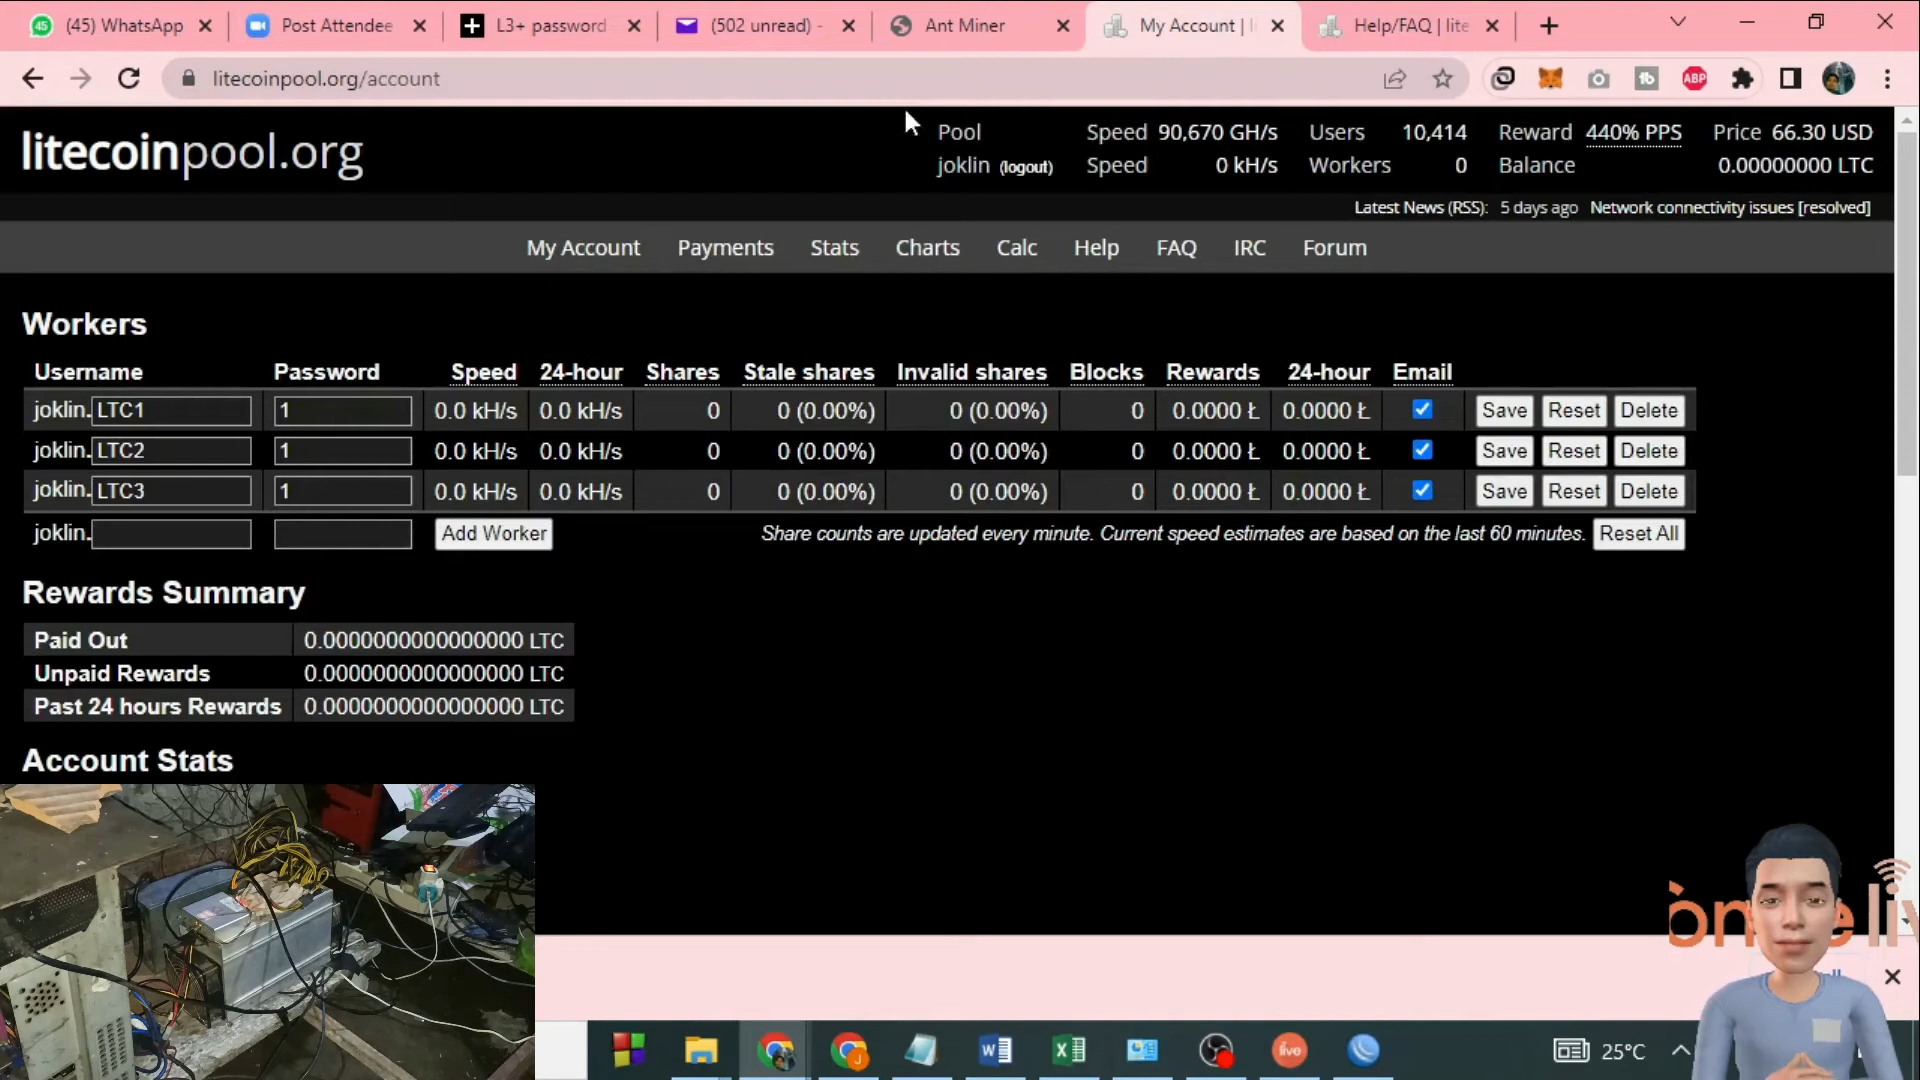 45
(45) WhatsApp
Post Attendee
L3+ password
(502 unread) -
Ant Miner
My Account | l
Help/FAQ | lite
litecoinpool.org/account
ABP
litecoinpool.org
Pool Speed 90,670 GH/s Users 10,414 Reward 440% PPS Price 66.30 USD
joklin (logout) Speed 0 kH/s Workers 0 Balance 0.00000000 LTC
Latest News (RSS): 5 days ago Network connectivity issues [resolved]
My Account Payments Stats Charts Calc Help FAQ IRC Forum
Workers
Username Password Speed 24-hour Shares Stale shares Invalid shares Blocks Rewards 24-hour Email
joklin. LTC1 1 0.0 kH/s 0.0 kH/s 0 0 (0.00%) 0 (0.00%) 0 0.0000 Ł 0.0000 Ł Save Reset Delete
joklin. LTC2 1 0.0 kH/s 0.0 kH/s 0 0 (0.00%) 0 (0.00%) 0 0.0000 Ł 0.0000 Ł Save Reset Delete
joklin. LTC3 1 0.0 kH/s 0.0 kH/s 0 0 (0.00%) 0 (0.00%) 0 0.0000 Ł 0.0000 Ł Save Reset Delete
joklin. Add Worker Share counts are updated every minute. Current speed estimates are based on the last 60 minutes. Reset All
Rewards Summary
Paid Out 0.0000000000000000 LTC
Unpaid Rewards 0.0000000000000000 LTC
Past 24 hours Rewards 0.0000000000000000 LTC
Account Stats
live
25°C